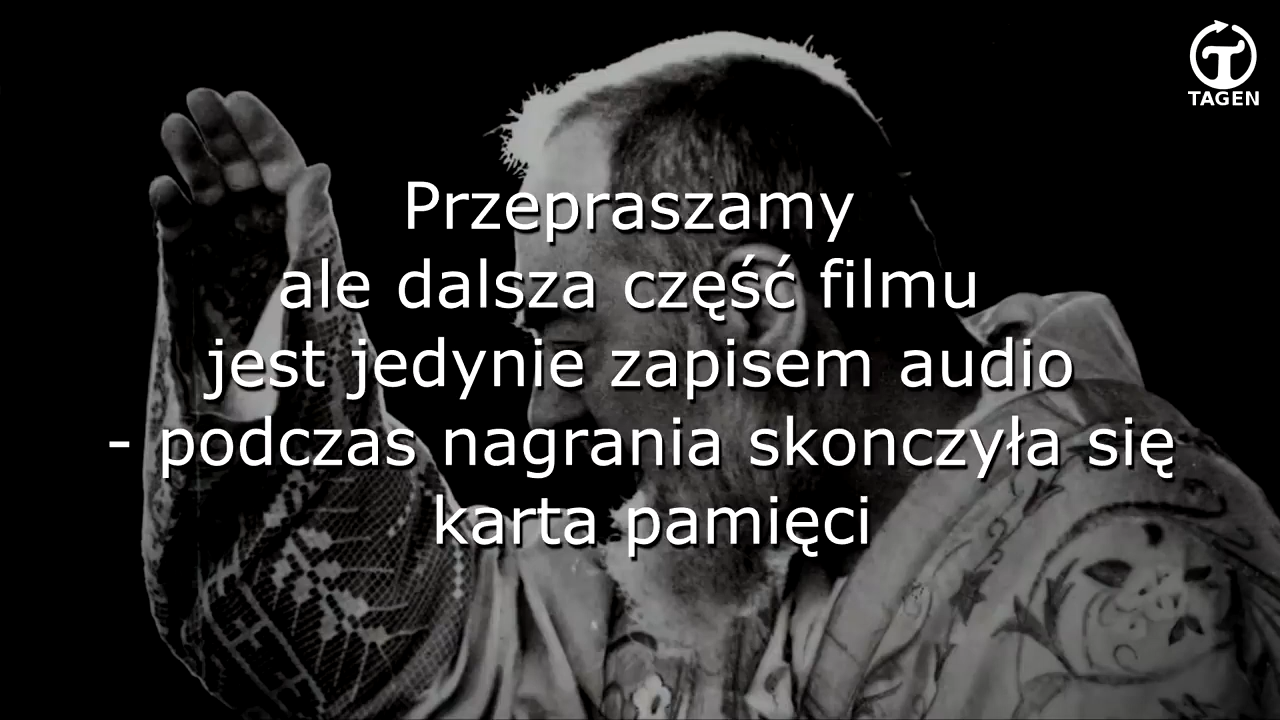 TAGEN
Przepraszamy
ale dalsza część filmu
jest jedynie zapisem audio
- podczas nagrania skonczyła się
karta pamięci